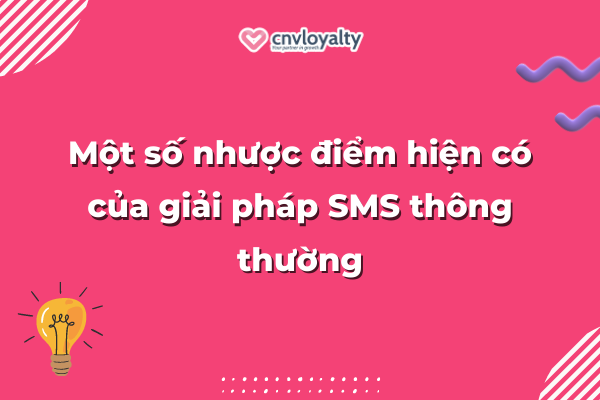 cnvloyalty
Your partner in growth
Một số nhược điểm hiện có
của giải pháp SMS thông
thường